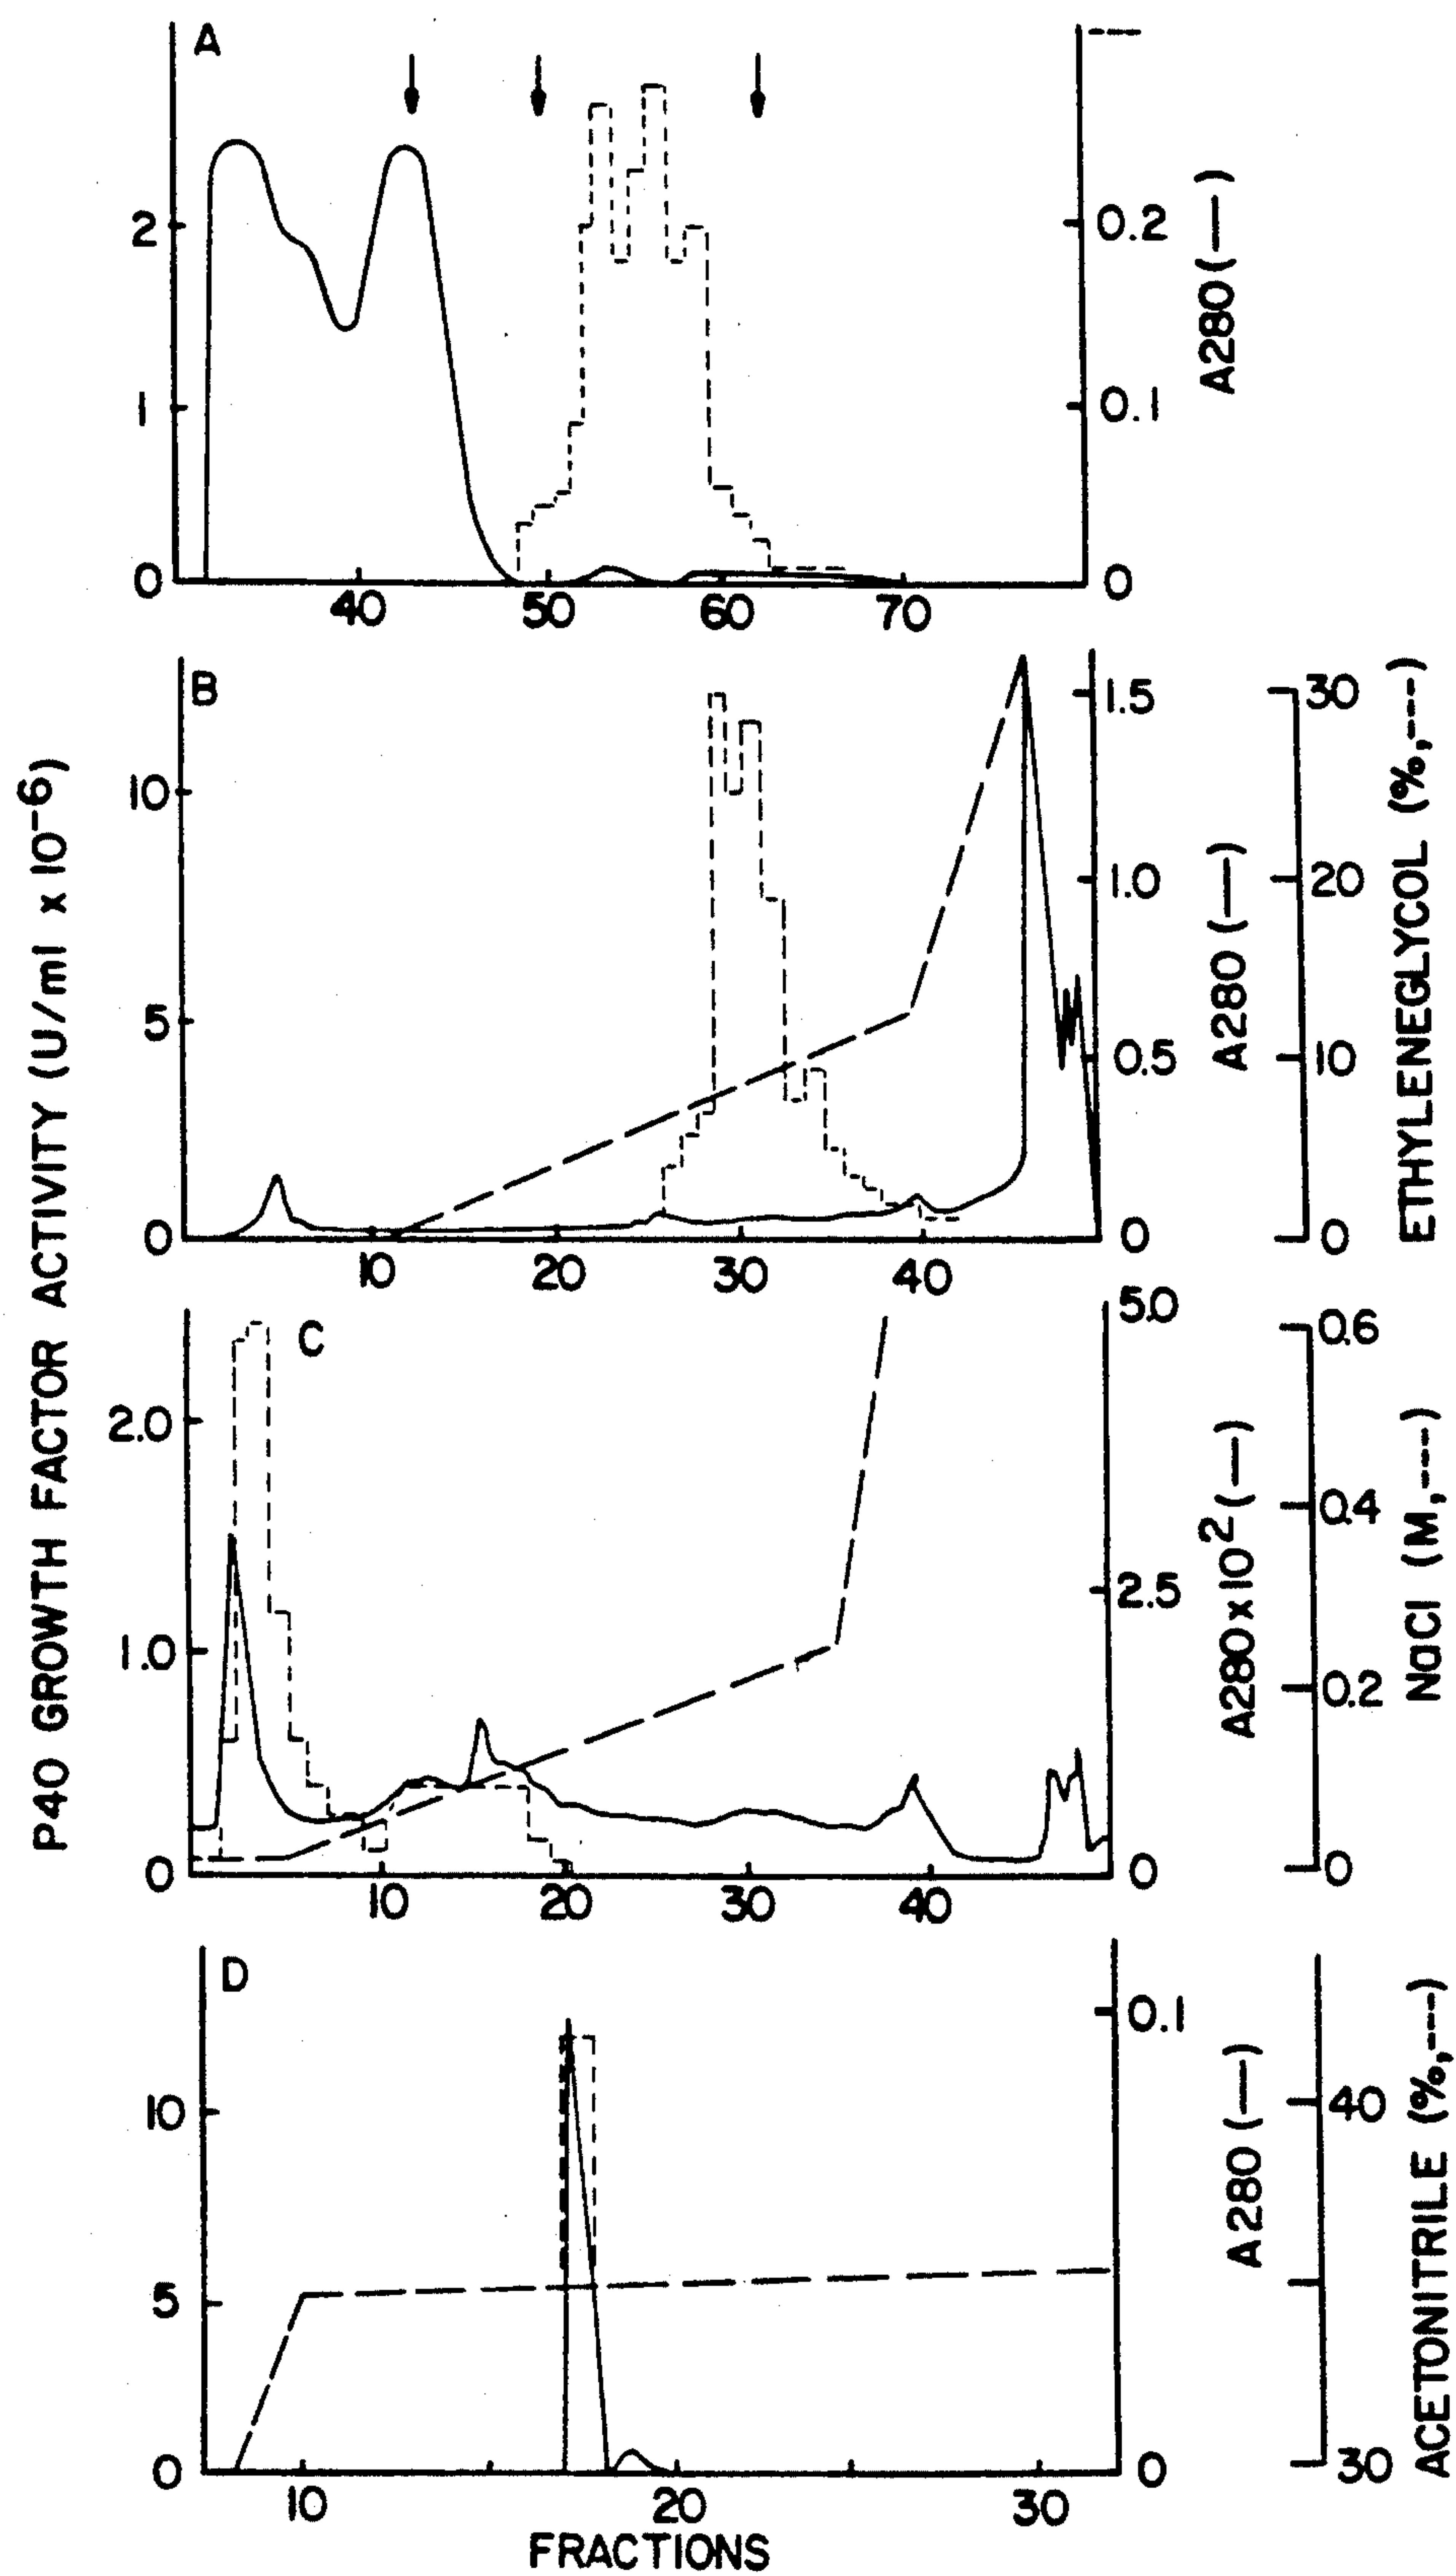 P40 GROWTH FACTOR ACTIVITY (U/ml x 10⁻⁶)
A
2
1
0
40 50 60 70
0.2
0.1
0
A280 (—)
B
10
5
0
10 20 30 40
1.5
1.0
0.5
0
A280 (—)
30
20
10
0
ETHYLENEGLYCOL (%,---)
C
2.0
1.0
0
10 20 30 40
5.0
2.5
0
A280x10² (—)
0.6
0.4
0.2
0
NaCl (M,---)
D
10
5
0
10 20 30
0.1
0
A280 (—)
40
30
ACETONITRILE (%,---)
FRACTIONS